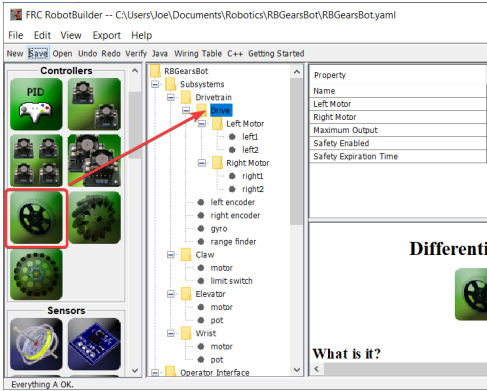 FRC RobotBuilder -- C:\Users\Joe\Documents\Robotics\RBGearsBot\RBGearsBot.yaml
File Edit View Export Help
New Save Open Undo Redo Verify Java Wiring Table C++ Getting Started
Controllers
PID
Sensors
RBGearsBot
Subsystems
Drivetrain
Drive
Left Motor
left1
left2
Right Motor
right1
right2
left encoder
right encoder
gyro
range finder
Claw
motor
limit switch
Elevator
motor
pot
Wrist
motor
pot
Operator Interface
Property
Name
Left Motor
Right Motor
Maximum Output
Safety Enabled
Safety Expiration Time
Differenti
What is it?
Everything A OK.